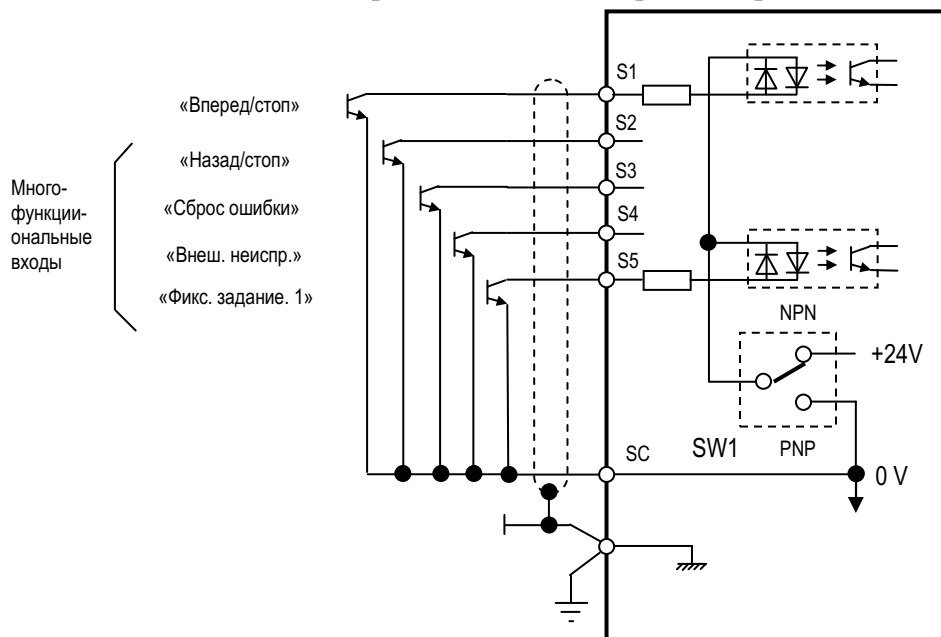 «Вперед/стоп»
«Назад/стоп»
«Сброс ошибки»
«Внеш. неиспр.»
«Фикс. задание. 1»
Много-
функции-
ональные
входы
S1
S2
S3
S4
S5
SC
NPN
+24V
SW1
PNP
0 V